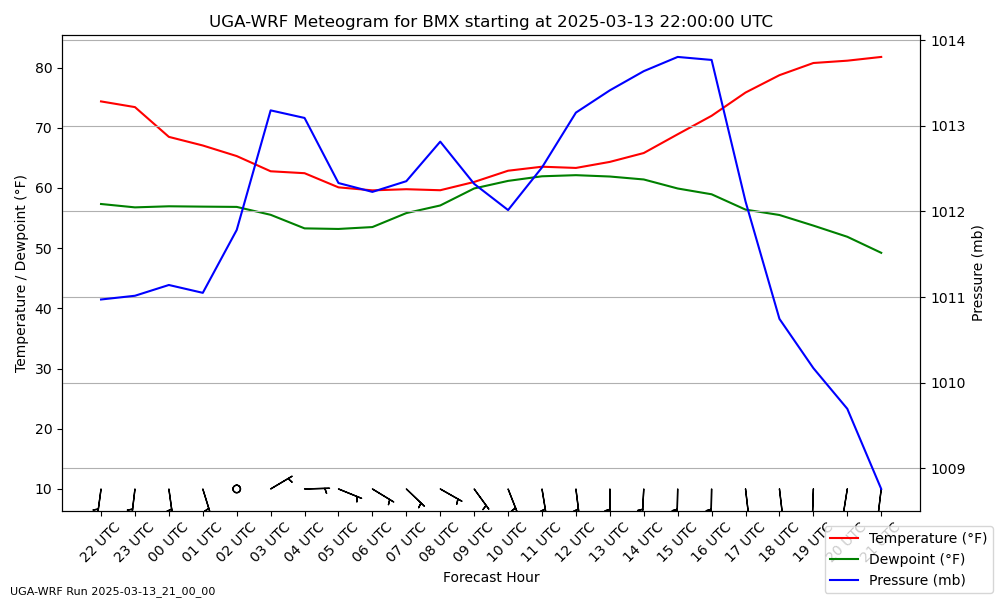 UGA-WRF Meteogram for BMX starting at 2025-03-13 22:00:00 UTC
Temperature / Dewpoint (°F)
80
70
60
50
40
30
20
10
1014
1013
1012
1011
1010
1009
Pressure (mb)
22 UTC
23 UTC
00 UTC
01 UTC
02 UTC
03 UTC
04 UTC
05 UTC
06 UTC
07 UTC
08 UTC
09 UTC
10 UTC
11 UTC
12 UTC
13 UTC
14 UTC
15 UTC
16 UTC
17 UTC
18 UTC
19 UTC
20 UTC
21 UTC
Forecast Hour
Temperature (°F)
Dewpoint (°F)
Pressure (mb)
UGA-WRF Run 2025-03-13_21_00_00